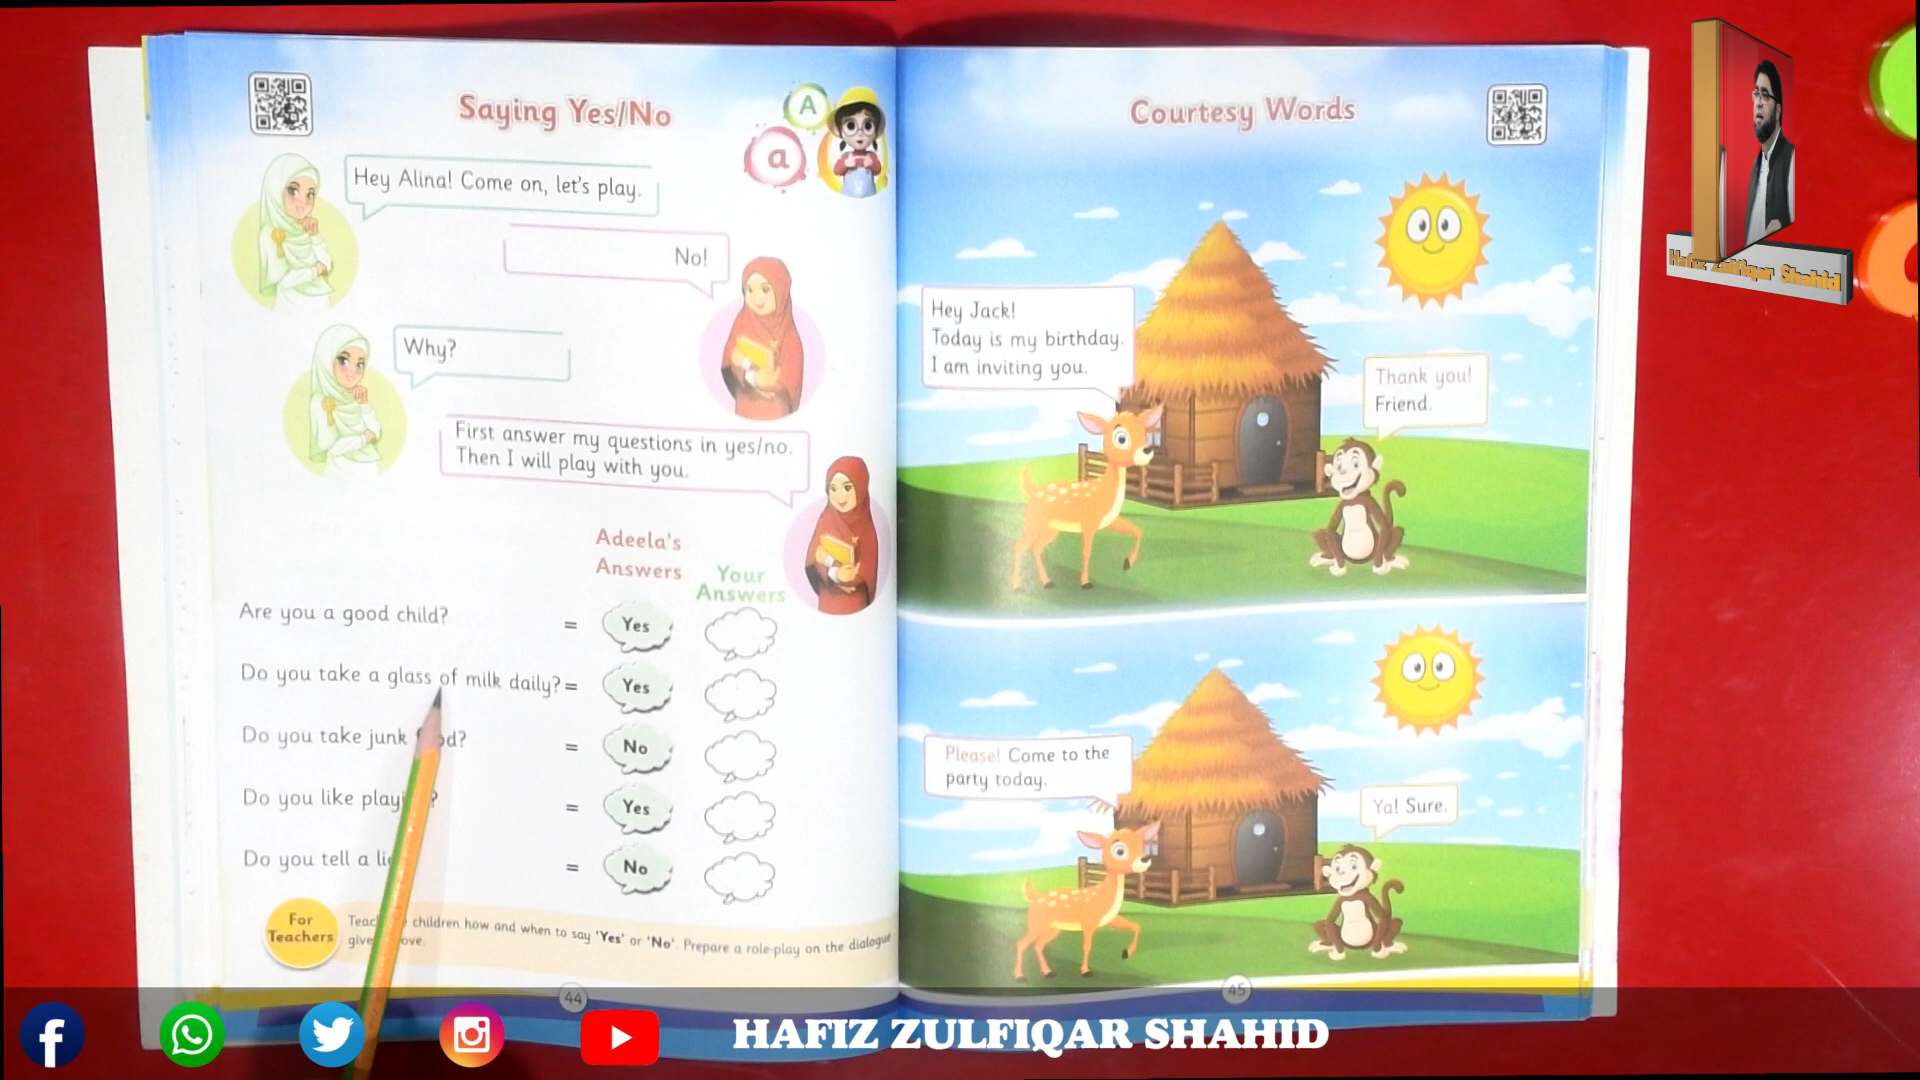 Saying Yes/No
A
a
Hey Alina! Come on, let's play.
No!
Why?
First answer my questions in yes/no.
Then I will play with you.
Adeela's
Answers
Your
Answers
Are you a good child? = Yes
Do you take a glass of milk daily? = Yes
Do you take junk = No
Do you like = Yes
Do you tell a = No
For
Teachers
children how and when to say 'Yes' or 'No'. Prepare a role-play on the dialogue
44
Courtesy Words
Hey Jack!
Today is my birthday.
I am inviting you.
Thank you!
Friend.
Please! Come to the
party today.
Ya! Sure.
45
Hafiz Zulfiqar Shahid
HAFIZ ZULFIQAR SHAHID